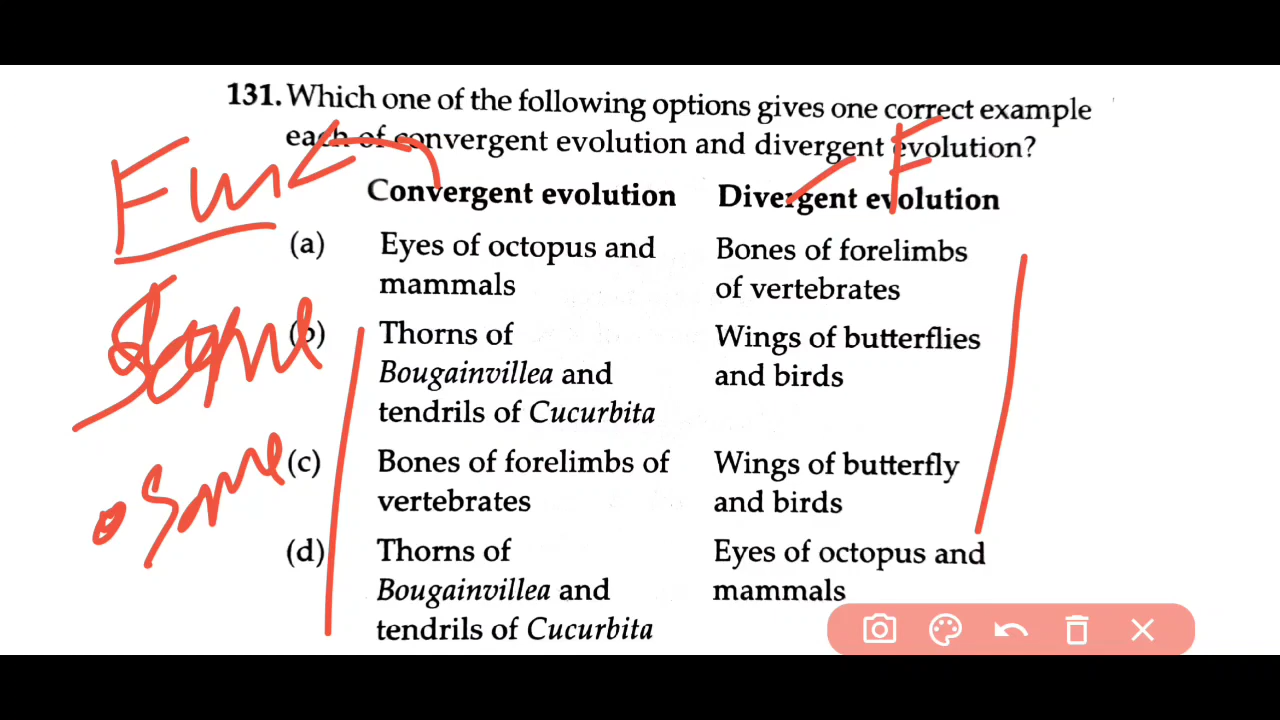 131. Which one of the following options gives one correct example
each of convergent evolution and divergent evolution?
Convergent evolution Divergent evolution
(a) Eyes of octopus and mammals Bones of forelimbs of vertebrates
(b) Thorns of Bougainvillea and tendrils of Cucurbita Wings of butterflies and birds
(c) Bones of forelimbs of vertebrates Wings of butterfly and birds
(d) Thorns of Bougainvillea and tendrils of Cucurbita Eyes of octopus and mammals
Same
F